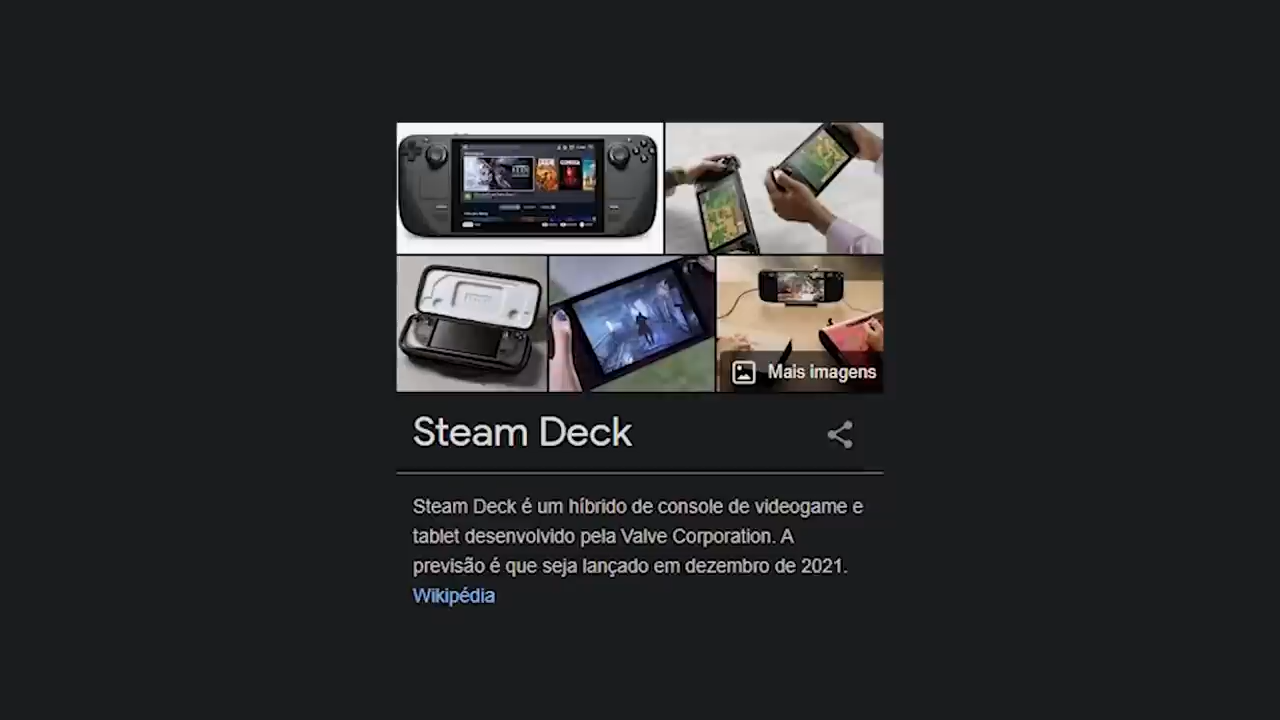 Mais imagens
Steam Deck
Steam Deck é um híbrido de console de videogame e
tablet desenvolvido pela Valve Corporation. A
previsão é que seja lançado em dezembro de 2021.
Wikipédia